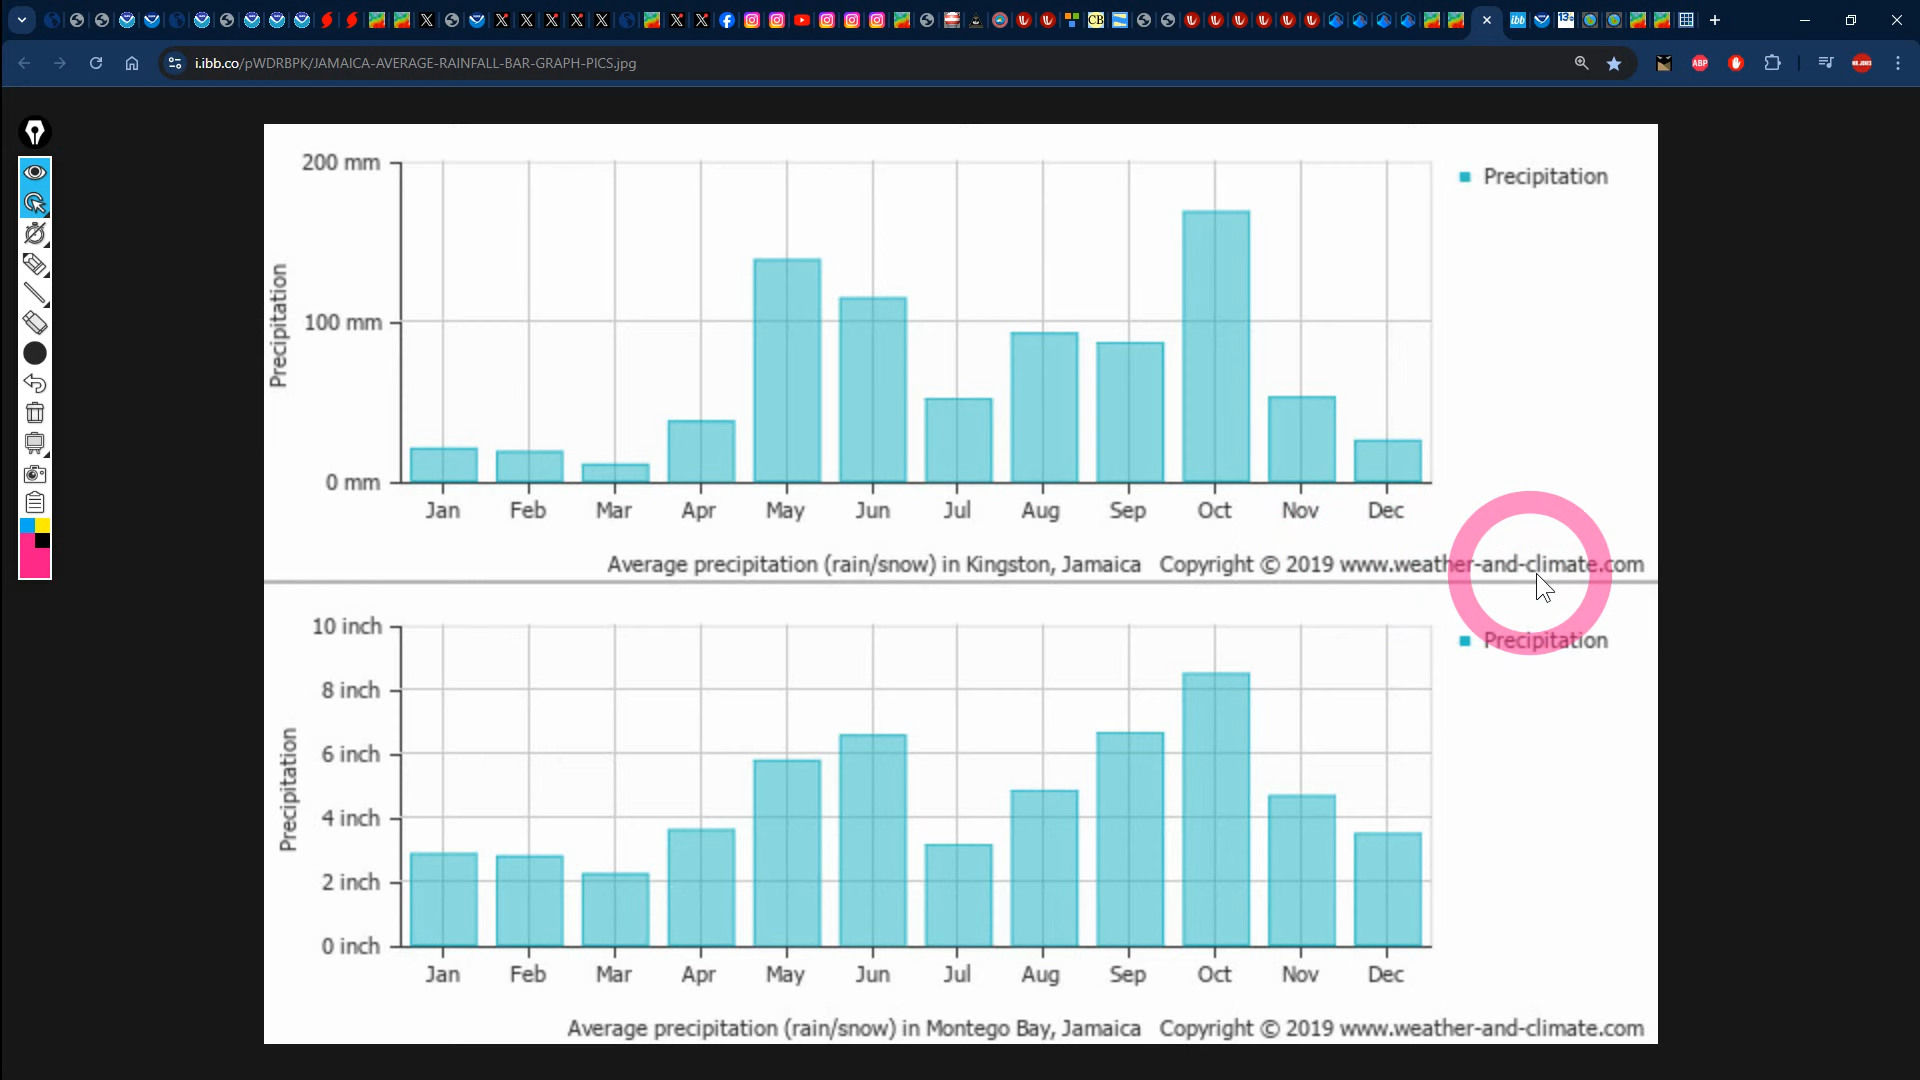 i.ibb.co/pWDRBPK/JAMAICA-AVERAGE-RAINFALL-BAR-GRAPH-PICS.jpg
200 mm
100 mm
0 mm
Precipitation
Precipitation
Jan Feb Mar Apr May Jun Jul Aug Sep Oct Nov Dec
Average precipitation (rain/snow) in Kingston, Jamaica Copyright © 2019 www.weather-and-climate.com
10 inch
8 inch
6 inch
4 inch
2 inch
0 inch
Precipitation
Precipitation
Jan Feb Mar Apr May Jun Jul Aug Sep Oct Nov Dec
Average precipitation (rain/snow) in Montego Bay, Jamaica Copyright © 2019 www.weather-and-climate.com